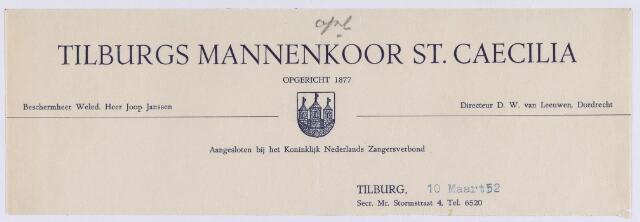 TILBURGS MANNENKOOR ST. CAECILIA
OPGERICHT 1877
Beschermheer Weled. Heer Joop Janssen
Directeur D. W. van Leeuwen, Dordrecht
Aangesloten bij het Koninklijk Nederlands Zangersverbond
TILBURG, 10 Maart 52
Secr. Mr. Stormstraat 4, Tel. 6520